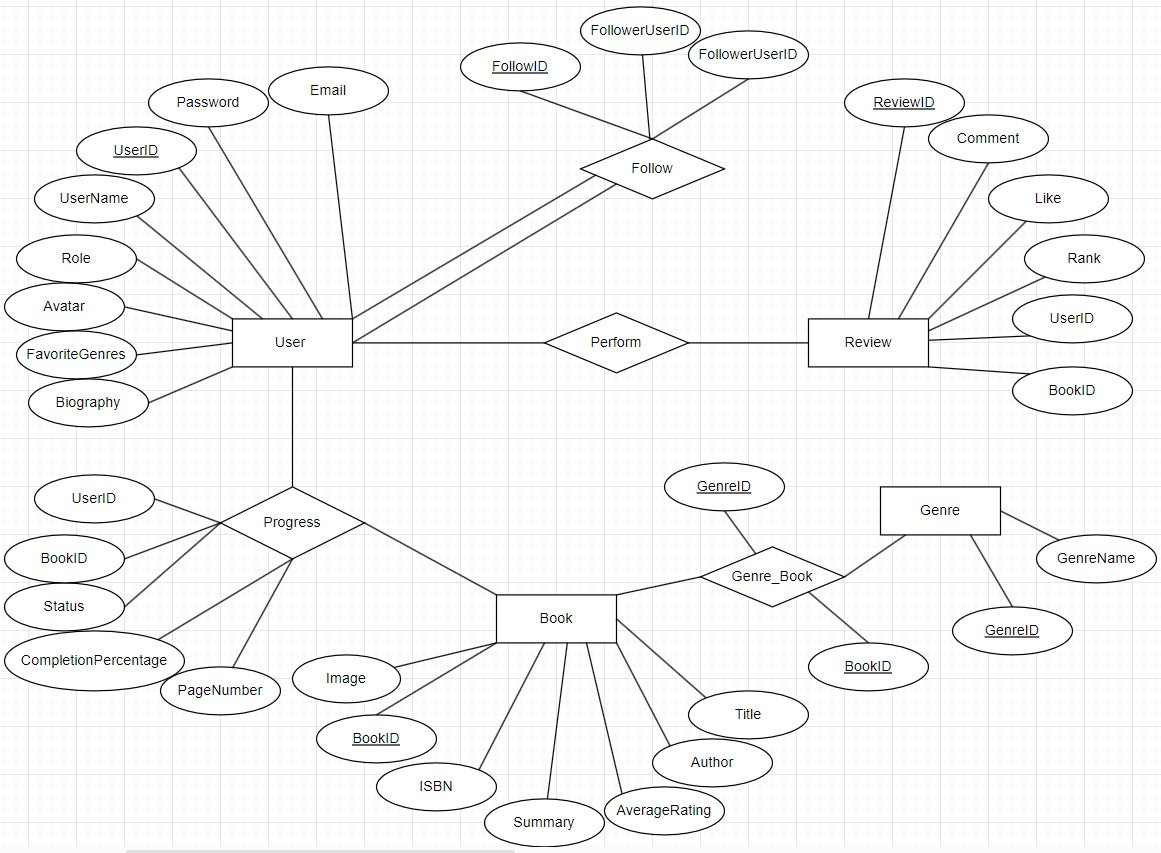 FollowerUserID
FollowID
FollowerUserID
Email
Password
ReviewID
UserID
Comment
Follow
UserName
Like
Role
Rank
Avatar
UserID
User
Perform
Review
FavoriteGenres
Biography
BookID
GenreID
UserID
Genre
Progress
BookID
GenreName
Genre_Book
Status
Book
GenreID
CompletionPercentage
BookID
Image
PageNumber
Title
BookID
Author
ISBN
AverageRating
Summary